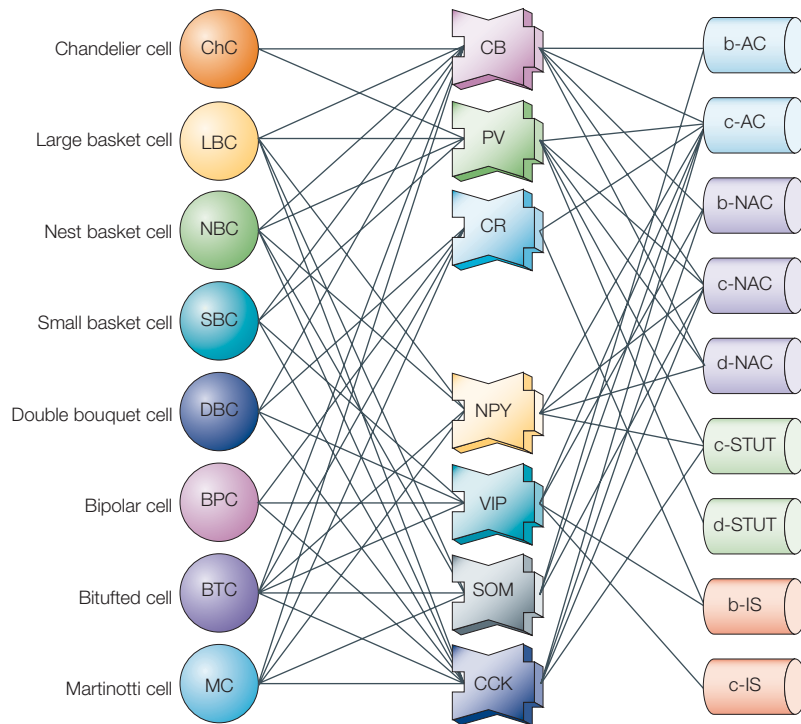 Chandelier cell ChC CB b-AC
Large basket cell LBC PV c-AC
Nest basket cell NBC CR b-NAC
Small basket cell SBC c-NAC
Double bouquet cell DBC NPY d-NAC
Bipolar cell BPC VIP c-STUT
d-STUT
Bitufted cell BTC SOM b-IS
Martinotti cell MC CCK c-IS